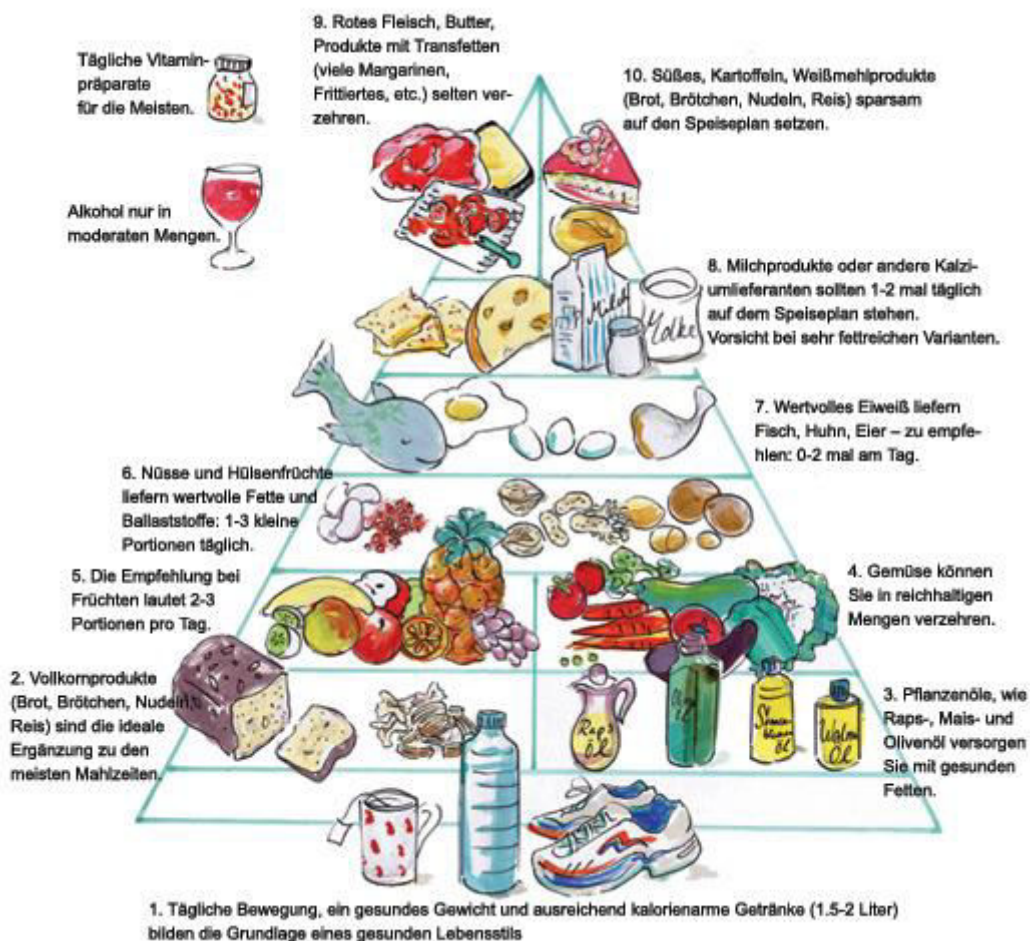 Tägliche Vitamin-
präparate
für die Meisten.
Alkohol nur in
moderaten Mengen.
9. Rotes Fleisch, Butter,
Produkte mit Transfetten
(viele Margarinen,
Frittiertes, etc.) selten ver-
zehren.
10. Süßes, Kartoffeln, Weißmehlprodukte
(Brot, Brötchen, Nudeln, Reis) sparsam
auf den Speiseplan setzen.
8. Milchprodukte oder andere Kalzi-
umlieferanten sollten 1-2 mal täglich
auf dem Speiseplan stehen.
Vorsicht bei sehr fettreichen Varianten.
Milch
Molke
7. Wertvolles Eiweiß liefern
Fisch, Huhn, Eier – zu empfeh-
len: 0-2 mal am Tag.
6. Nüsse und Hülsenfrüchte
liefern wertvolle Fette und
Ballaststoffe: 1-3 kleine
Portionen täglich.
5. Die Empfehlung bei
Früchten lautet 2-3
Portionen pro Tag.
4. Gemüse können
Sie in reichhaltigen
Mengen verzehren.
2. Vollkornprodukte
(Brot, Brötchen, Nudeln,
Reis) sind die ideale
Ergänzung zu den
meisten Mahlzeiten.
Raps
Öl
3. Pflanzenöle, wie
Raps-, Mais- und
Olivenöl versorgen
Sie mit gesunden
Fetten.
1. Tägliche Bewegung, ein gesundes Gewicht und ausreichend kalorienarme Getränke (1.5-2 Liter)
bilden die Grundlage eines gesunden Lebensstils